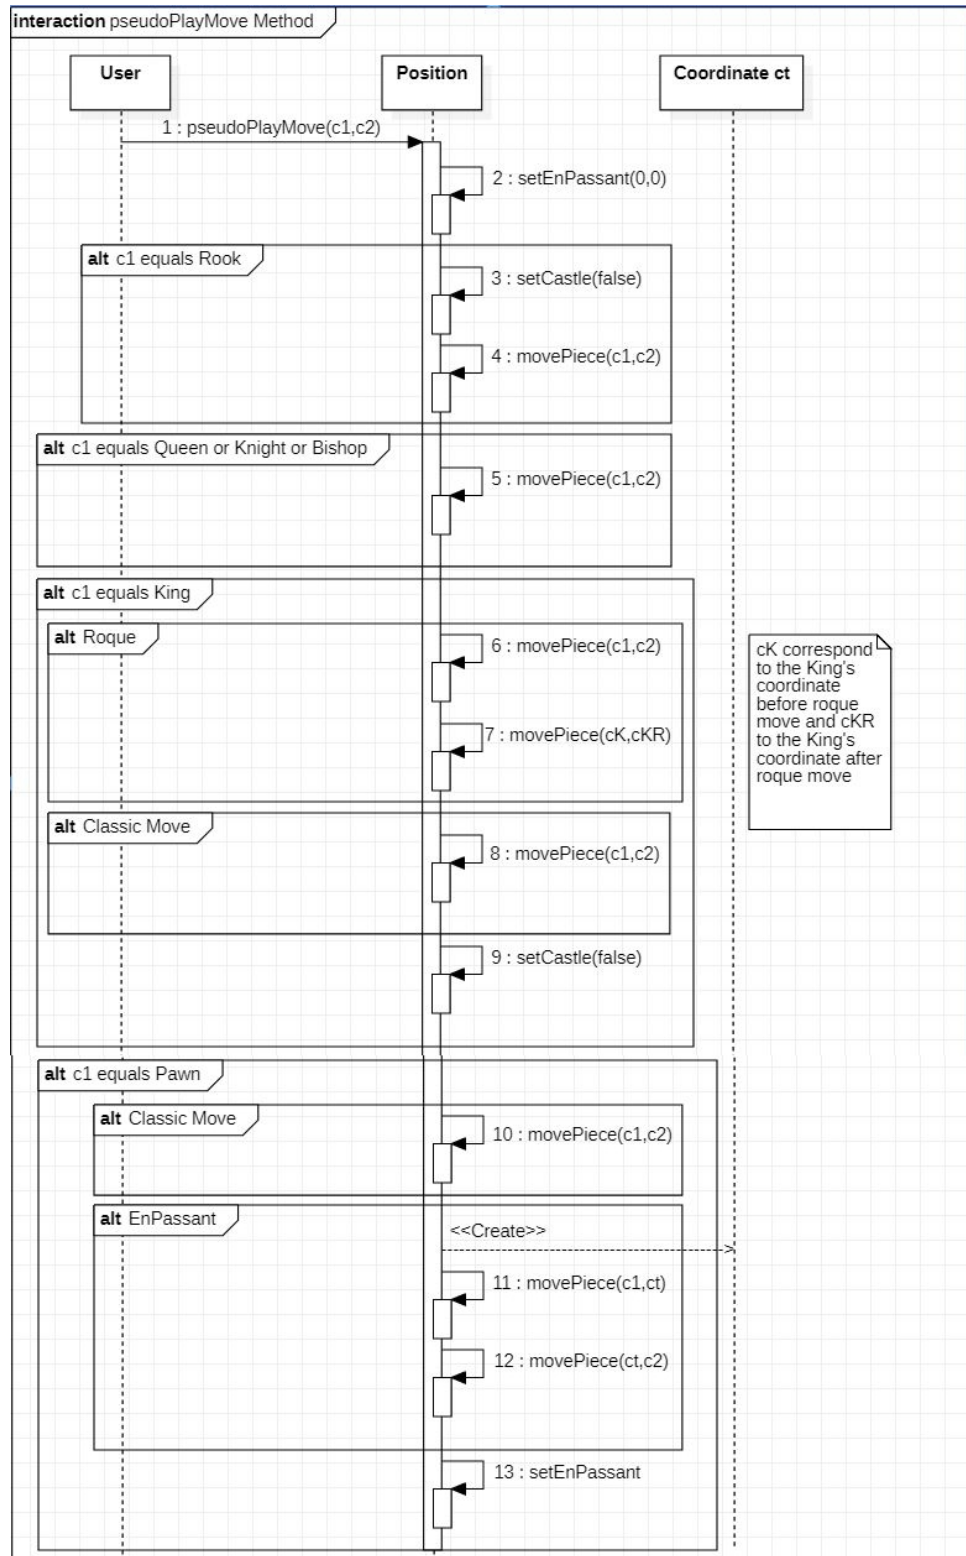 interaction pseudoPlayMove Method
User
Position
Coordinate ct
1 : pseudoPlayMove(c1,c2)
2 : setEnPassant(0,0)
alt c1 equals Rook
3 : setCastle(false)
4 : movePiece(c1,c2)
alt c1 equals Queen or Knight or Bishop
5 : movePiece(c1,c2)
alt c1 equals King
alt Roque
6 : movePiece(c1,c2)
7 : movePiece(cK,cKR)
cK correspond
to the King's
coordinate
before roque
move and cKR
to the King's
coordinate after
roque move
alt Classic Move
8 : movePiece(c1,c2)
9 : setCastle(false)
alt c1 equals Pawn
alt Classic Move
10 : movePiece(c1,c2)
alt EnPassant
<<Create>>
11 : movePiece(c1,ct)
12 : movePiece(ct,c2)
13 : setEnPassant